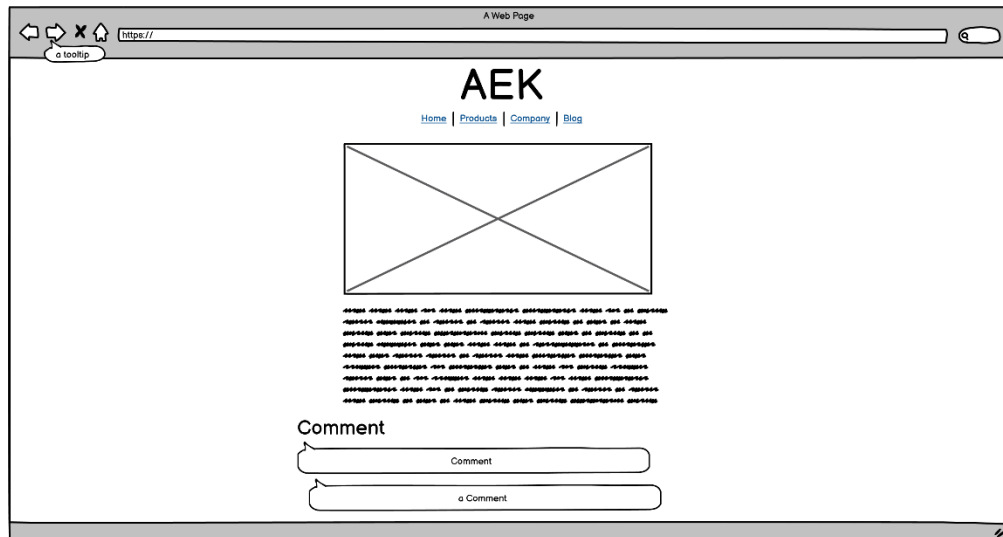 A Web Page
https://
a tooltip
AEK
Home | Products | Company | Blog
Comment
Comment
a Comment